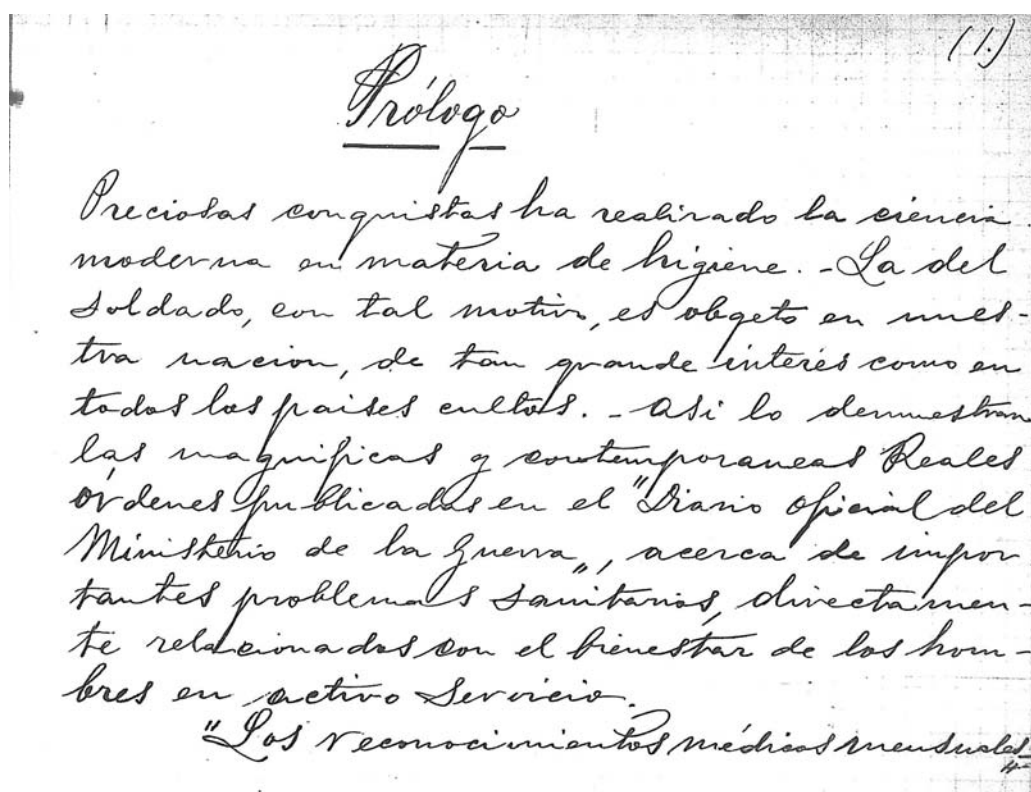 (1.)
Prólogo
Preciosas conquistas ha realizado la ciencia
moderna en materia de higiene. - La del
soldado, con tal motivo, es obgeto en nues-
tra nacion, de tan grande interés como en
todos los paises cultos. - Asi lo demuestran
las magnificas y contemporaneas Reales
órdenes publicadas en el "Diario oficial del
Ministerio de la Guerra", acerca de impor
tantes problemas sanitarios, directamen-
te relacionados con el bienestar de los hom-
bres en activo servicio.
"Los reconocimientos médicos mensuales"